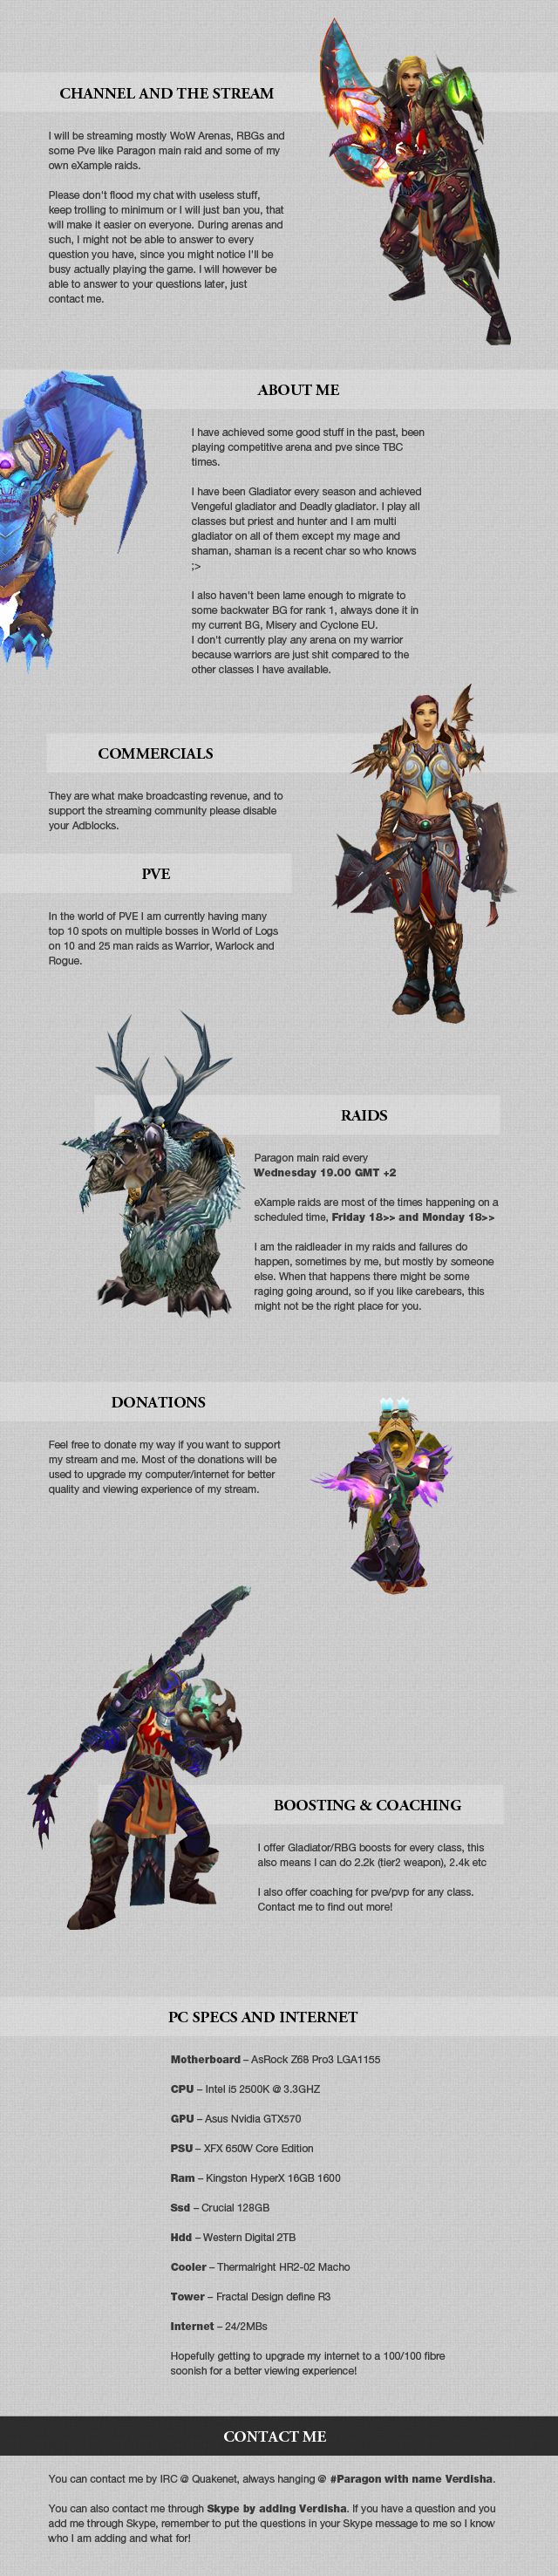 CHANNEL AND THE STREAM
I will be streaming mostly WoW Arenas, RBGs and
some Pve like Paragon main raid and some of my
own eXample raids.
Please don't flood my chat with useless stuff,
keep trolling to minimum or I will just ban you, that
will make it easier on everyone. During arenas and
such, I might not be able to answer to every
question you have, since you might notice I'll be
busy actually playing the game. I will however be
able to answer to your questions later, just
contact me.
ABOUT ME
I have achieved some good stuff in the past, been
playing competitive arena and pve since TBC
times.
I have been Gladiator every season and achieved
Vengeful gladiator and Deadly gladiator. I play all
classes but priest and hunter and I am multi
gladiator on all of them except my mage and
shaman, shaman is a recent char so who knows
;>
I also haven't been lame enough to migrate to
some backwater BG for rank 1, always done it in
my current BG, Misery and Cyclone EU.
I don't currently play any arena on my warrior
because warriors are just shit compared to the
other classes I have available.
COMMERCIALS
They are what make broadcasting revenue, and to
support the streaming community please disable
your Adblocks.
PVE
In the world of PVE I am currently having many
top 10 spots on multiple bosses in World of Logs
on 10 and 25 man raids as Warrior, Warlock and
Rogue.
RAIDS
Paragon main raid every
Wednesday 19.00 GMT +2
eXample raids are most of the times happening on a
scheduled time, Friday 18>> and Monday 18>>
I am the raidleader in my raids and failures do
happen, sometimes by me, but mostly by someone
else. When that happens there might be some
raging going around, so if you like carebears, this
might not be the right place for you.
DONATIONS
Feel free to donate my way if you want to support
my stream and me. Most of the donations will be
used to upgrade my computer/internet for better
quality and viewing experience of my stream.
BOOSTING & COACHING
I offer Gladiator/RBG boosts for every class, this
also means I can do 2.2k (tier2 weapon), 2.4k etc
I also offer coaching for pve/pvp for any class.
Contact me to find out more!
PC SPECS AND INTERNET
Motherboard – AsRock Z68 Pro3 LGA1155
CPU – Intel i5 2500K @ 3.3GHZ
GPU – Asus Nvidia GTX570
PSU – XFX 650W Core Edition
Ram – Kingston HyperX 16GB 1600
Ssd – Crucial 128GB
Hdd – Western Digital 2TB
Cooler – Thermalright HR2-02 Macho
Tower – Fractal Design define R3
Internet – 24/2MBs
Hopefully getting to upgrade my internet to a 100/100 fibre
soonish for a better viewing experience!
CONTACT ME
You can contact me by IRC @ Quakenet, always hanging @ #Paragon with name Verdisha.
You can also contact me through Skype by adding Verdisha. If you have a question and you
add me through Skype, remember to put the questions in your Skype message to me so I know
who I am adding and what for!